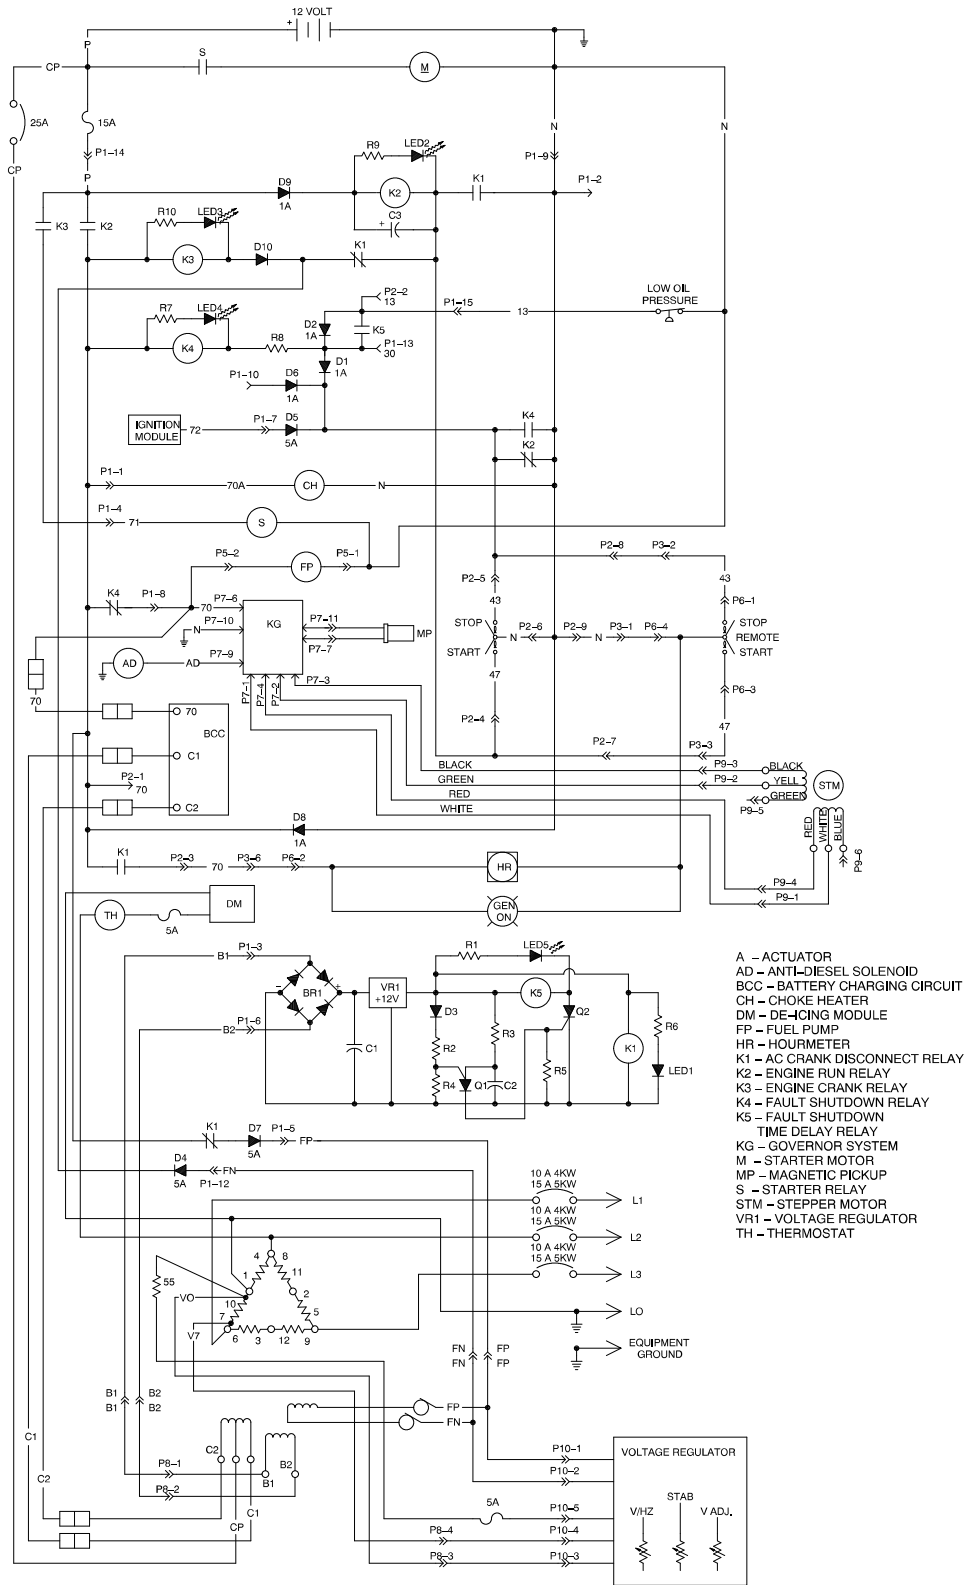 12 VOLT
+
P
CP
S
M
25A
15A
N
N
P1-14
P1-9
CP
P
R9
LED2
D9
1A
K2
K1
P1-2
K3
K2
R10
LED3
C3
+
D10
K1
K3
P2-2
13
P1-15
13
LOW OIL
PRESSURE
R7
LED4
D2
1A
K5
K4
R8
P1-13
30
D1
1A
P1-10
D6
1A
IGNITION
MODULE
72
P1-7
D5
5A
K4
K2
P1-1
70A
CH
N
P1-4
71
S
P5-2
FP
P5-1
P2-8
P3-2
P2-5
43
43
P6-1
K4
P1-8
70
P7-6
KG
P7-11
MP
P7-7
N
P7-10
STOP
START
N
P2-6
P2-9
N
P3-1
P6-4
STOP
REMOTE
START
AD
AD
P7-9
P7-1
P7-4
P7-2
P7-3
47
P2-4
P6-3
47
70
70
BCC
C1
P2-1
70
C2
P2-7
P3-3
BLACK
P9-3
BLACK
GREEN
P9-2
YELL
RED
GREEN
WHITE
P9-5
STM
RED
WHITE
BLUE
P9-6
D8
1A
K1
P2-3
70
P3-6
P6-2
HR
P9-4
P9-1
TH
5A
DM
GEN
ON
B1
P1-3
B2
P1-6
-
BR1
+
VR1
+12V
R1
LED5
K5
D3
Q2
R3
R2
C1
R4
Q1
C2
R5
K1
R6
LED1
A - ACTUATOR
AD - ANTI-DIESEL SOLENOID
BCC - BATTERY CHARGING CIRCUIT
CH - CHOKE HEATER
DM - DE-ICING MODULE
FP - FUEL PUMP
HR - HOURMETER
K1 - AC CRANK DISCONNECT RELAY
K2 - ENGINE RUN RELAY
K3 - ENGINE CRANK RELAY
K4 - FAULT SHUTDOWN RELAY
K5 - FAULT SHUTDOWN
TIME DELAY RELAY
KG - GOVERNOR SYSTEM
M - STARTER MOTOR
MP - MAGNETIC PICKUP
S - STARTER RELAY
STM - STEPPER MOTOR
VR1 - VOLTAGE REGULATOR
TH - THERMOSTAT
K1
D7
5A
P1-5
FP
D4
5A
P1-12
FN
10 A 4KW
15 A 5KW
L1
10 A 4KW
15 A 5KW
L2
10 A 4KW
15 A 5KW
L3
LO
EQUIPMENT
GROUND
55
VO
V7
4
8
1
11
10
2
7
5
6
3
12
9
FN
FN
FP
FP
B1
B1
B2
B2
FP
FN
C1
C2
C2
P8-1
P8-2
B1
B2
CP
C1
P10-1
P10-2
5A
P10-5
P8-4
P10-4
P8-3
P10-3
VOLTAGE REGULATOR
V/HZ
STAB
V ADJ.